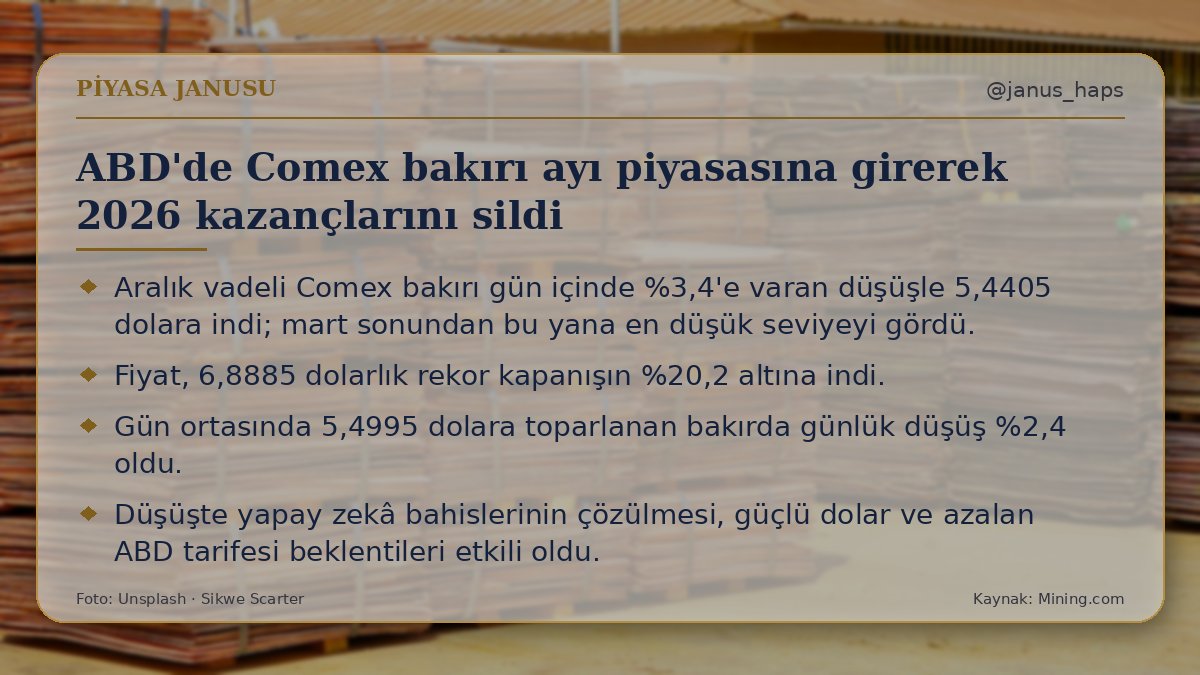 PİYASA JANUSU
@janus_haps
ABD'de Comex bakırı ayı piyasasına girerek
2026 kazançlarını sildi
Aralık vadeli Comex bakırı gün içinde %3,4'e varan düşüşle 5,4405
dolara indi; mart sonundan bu yana en düşük seviyeyi gördü.
Fiyat, 6,8885 dolarlık rekor kapanışın %20,2 altına indi.
Gün ortasında 5,4995 dolara toparlanan bakırda günlük düşüş %2,4
oldu.
Düşüşte yapay zekâ bahislerinin çözülmesi, güçlü dolar ve azalan
ABD tarifesi beklentileri etkili oldu.
Foto: Unsplash · Sikwe Scarter
Kaynak: Mining.com